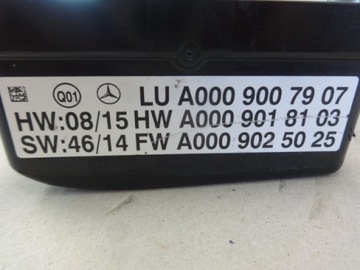 Q01 LU A000 900 79 07
HW:08/15 HW A000 901 81 03
SW:46/14 FW A000 902 50 25